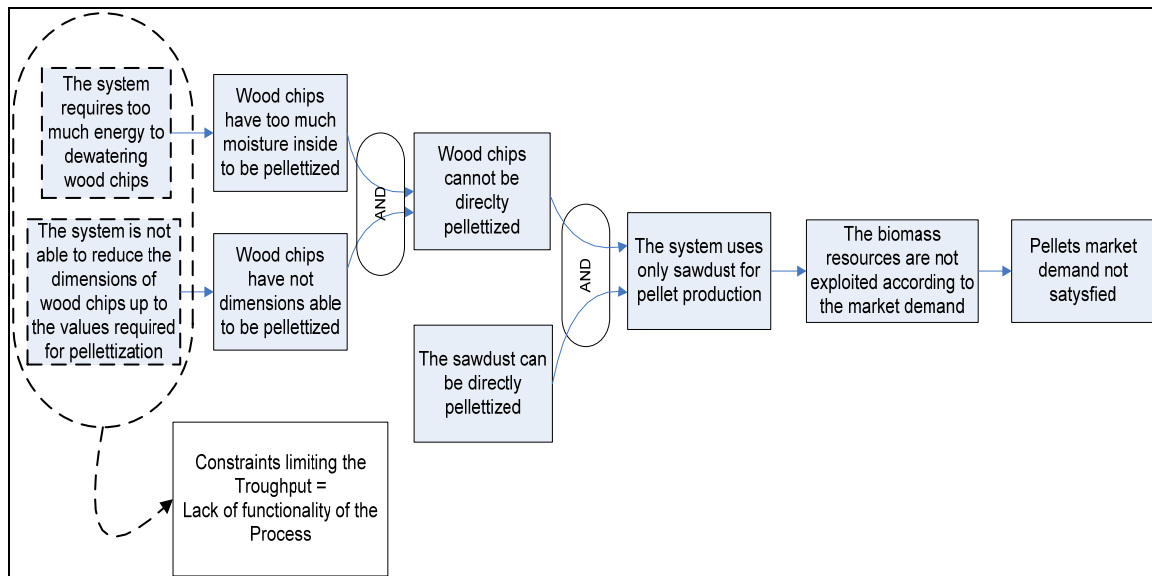 The system
requires too
much energy to
dewatering
wood chips
Wood chips
have too much
moisture inside
to be pellettized
AND
Wood chips
cannot be
direclty
pellettized
The system is not
able to reduce the
dimensions of
wood chips up to
the values required
for pellettization
Wood chips
have not
dimensions able
to be pellettized
The sawdust can
be directly
pellettized
AND
The system uses
only sawdust for
pellet production
The biomass
resources are not
exploited according to
the market demand
Pellets market
demand not
satysfied
Constraints limiting the
Troughput =
Lack of functionality of the
Process